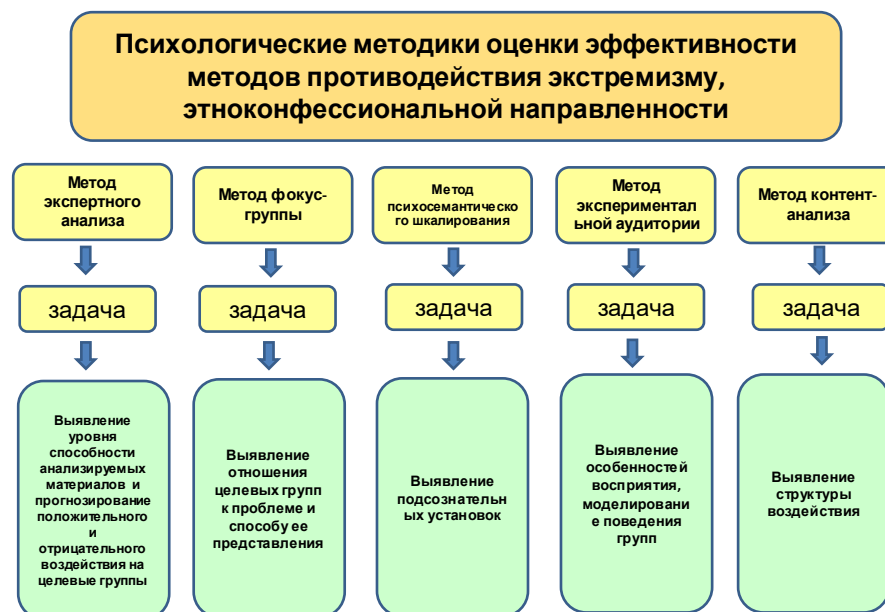 Психологические методики оценки эффективности
методов противодействия экстремизму,
этноконфессиональной направленности
Метод
экспертного
анализа
Метод фокус-
группы
Метод
психосемантическо
го шкалирования
Метод
эксперименталь
ьной аудитории
Метод контент-
анализа
задача
задача
задача
задача
задача
Выявление
уровня
способности
анализируемых
материалов и
прогнозирование
положительного
и
отрицательного
воздействия на
целевые группы
Выявление
отношения
целевых групп
к проблеме и
способу ее
представления
Выявление
подсознательн
ых установок
Выявление
особенностей
восприятия,
моделировани
е поведения
групп
Выявление
структуры
воздействия